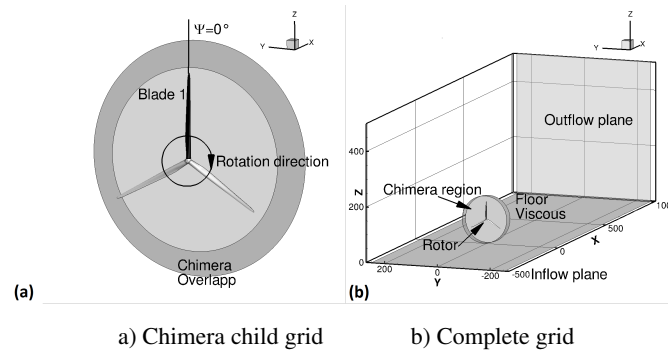 Ψ=0°
Z
Y
X
Blade 1
Rotation direction
Chimera
Overlapp
(a)
Z
Y
X
Outflow plane
400
Z
200
0
Chimera region
Floor
Viscous
Rotor
200
0
-200
Y
-500
0
500
X
100
Inflow plane
(b)
a) Chimera child grid
b) Complete grid